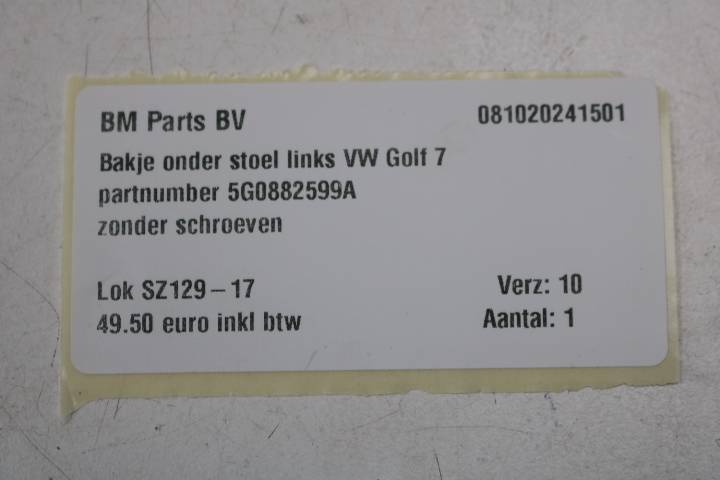 BM Parts BV 081020241501
Bakje onder stoel links VW Golf 7
partnumber 5G0882599A
zonder schroeven
Lok SZ129-17 Verz: 10
49.50 euro inkl btw Aantal: 1